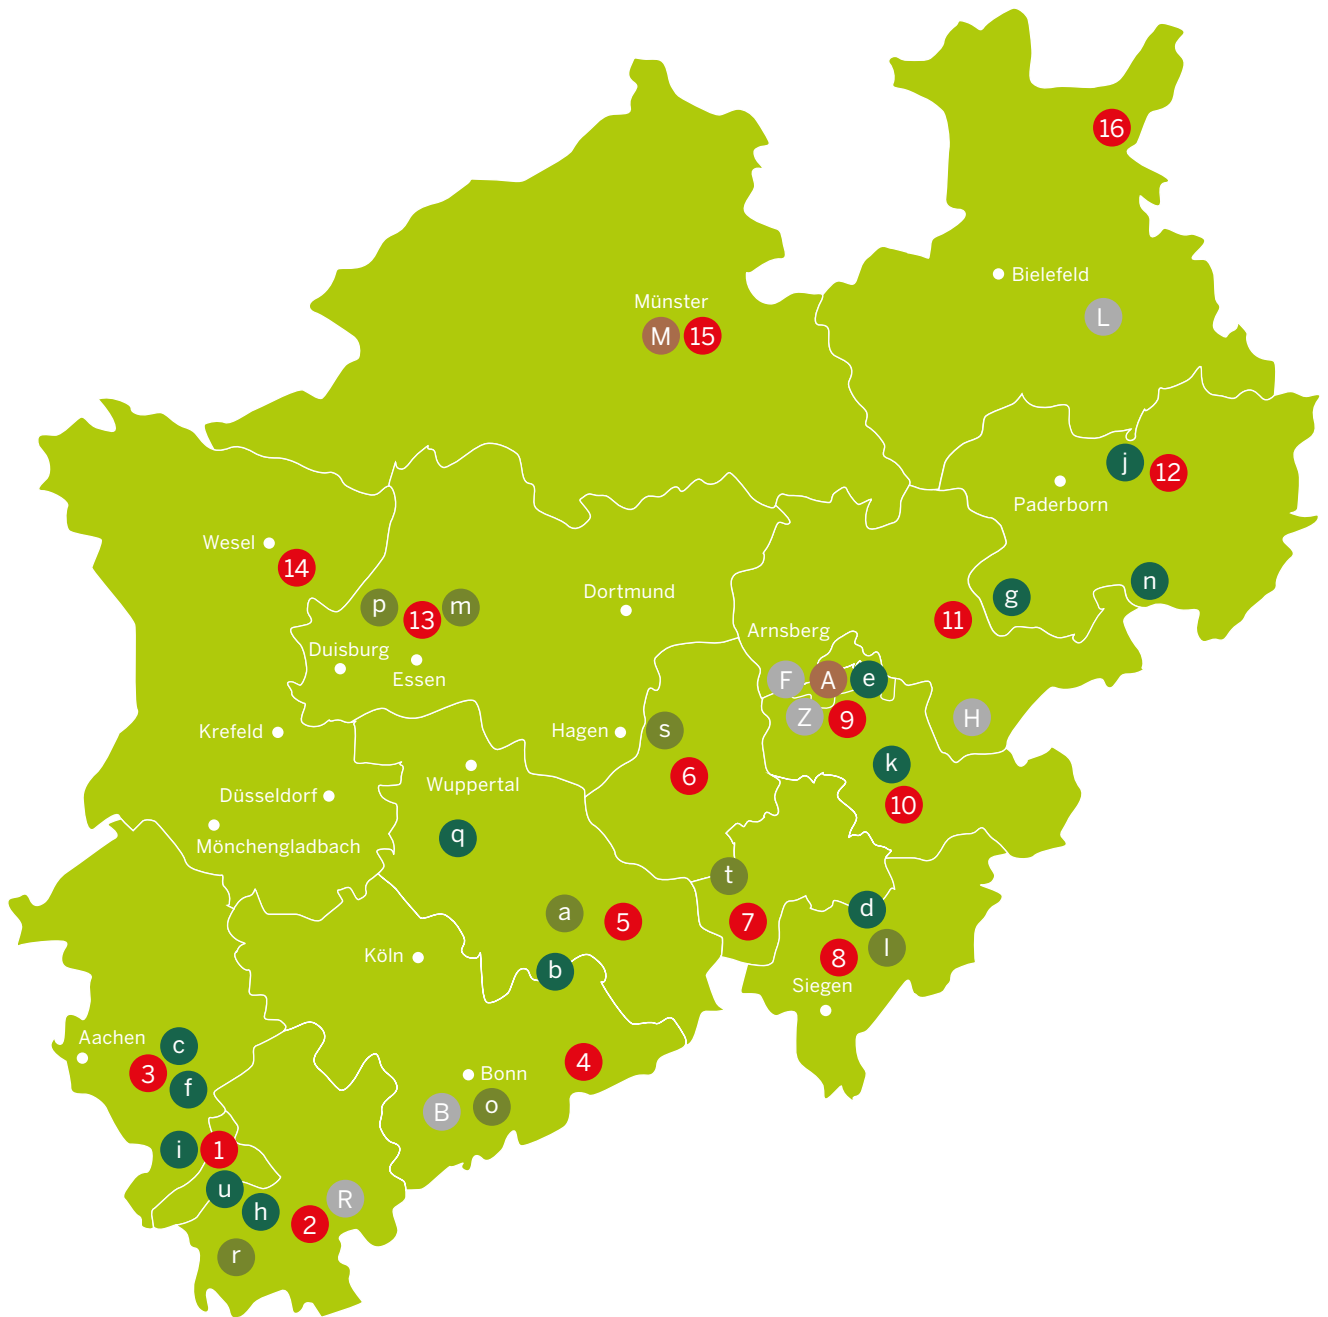 16
Bielefeld
Münster
L
M 15
j 12
Paderborn
Wesel
14
n
Dortmund
g
p 13 m
11
Arnsberg
Duisburg
Essen
F A e
Z 9
H
Krefeld
Hagen
s
k
6
Wuppertal
Düsseldorf
10
Mönchengladbach
q
t
a 5
7
d
l
8
Köln
b
Siegen
Aachen
c
3
f
4
Bonn
B o
i 1
u
h
R
2
r